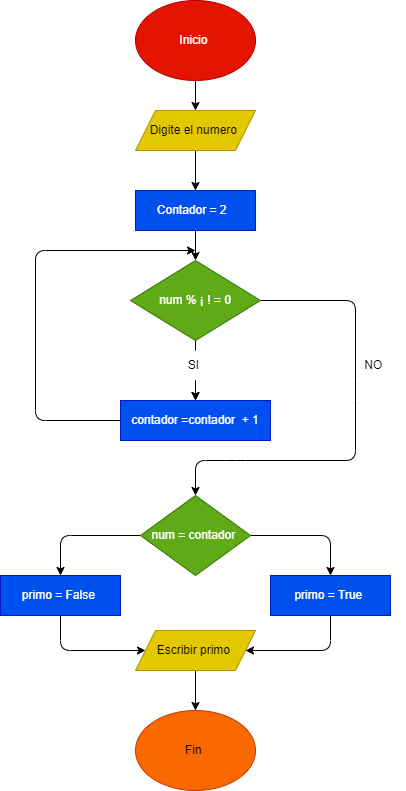 Inicio
Digite el numero
Contador = 2
num % ¡ ! = 0
SI
NO
contador =contador + 1
num = contador
primo = False
primo = True
Escribir primo
Fin